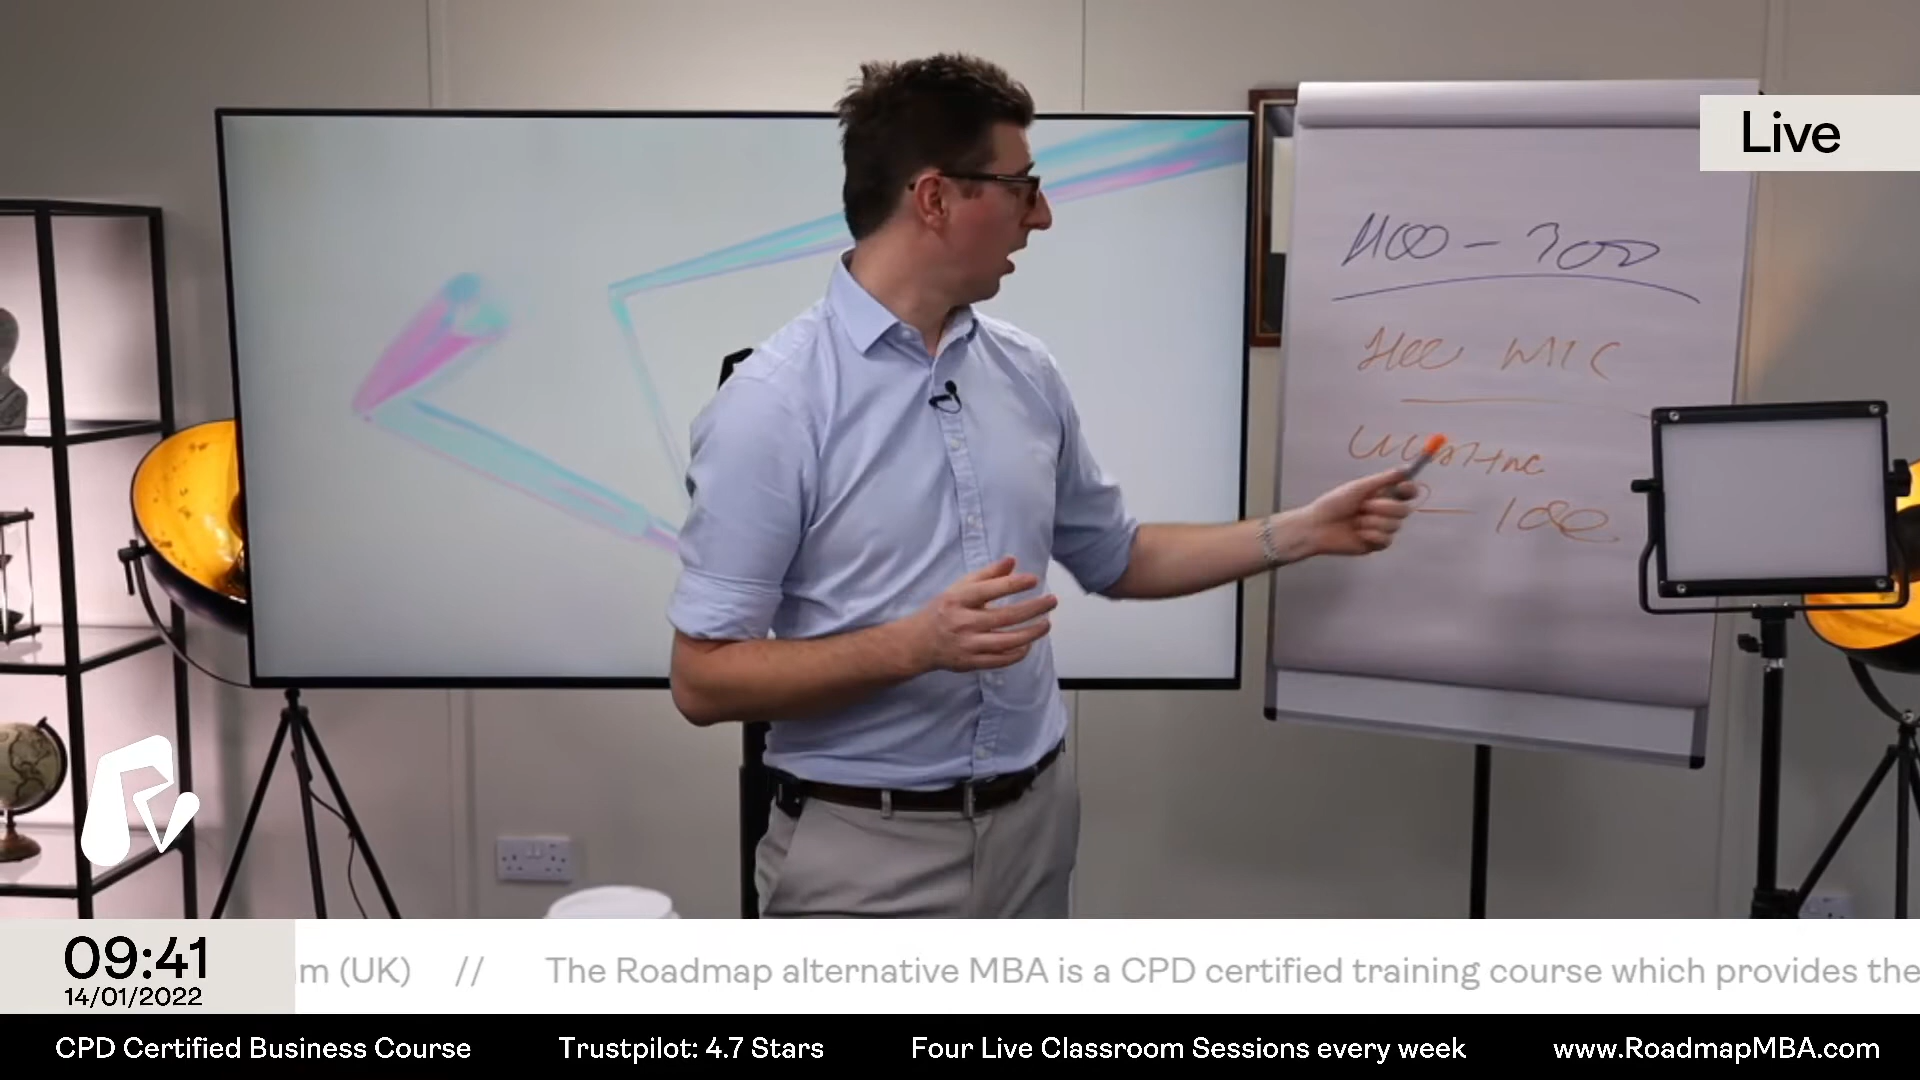 Live
09:41
14/01/2022
(UK) // The Roadmap alternative MBA is a CPD certified training course which provides the
CPD Certified Business Course Trustpilot: 4.7 Stars Four Live Classroom Sessions every week www.RoadmapMBA.com